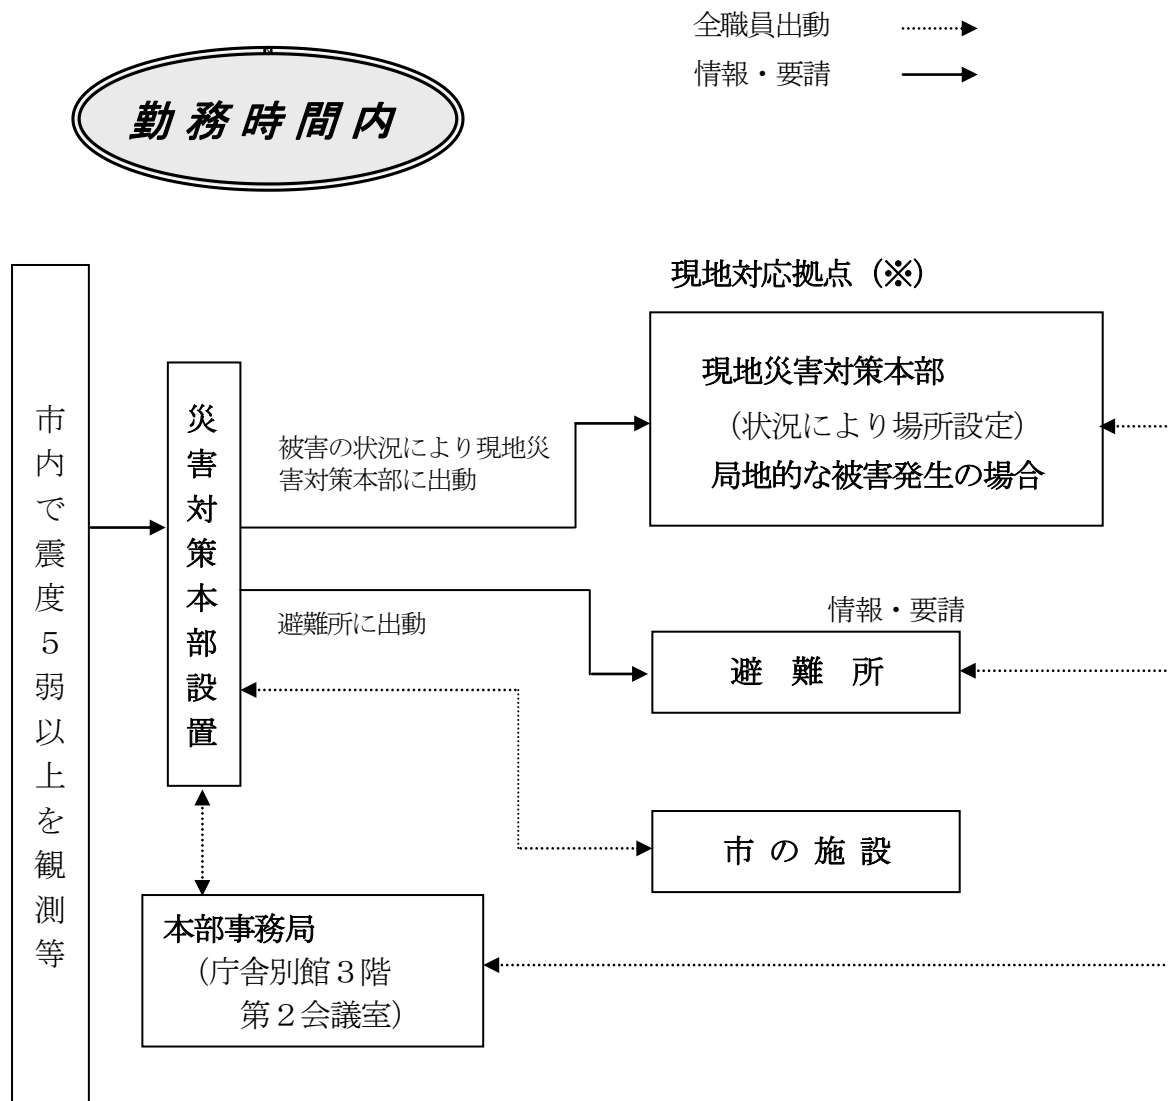 全職員出動
情報・要請
勤務時間内
現地対応拠点（※）
市内で震度５弱以上を観測等
災害対策本部設置
被害の状況により現地災
害対策本部に出動
現地災害対策本部
（状況により場所設定）
局地的な被害発生の場合
避難所に出動
情報・要請
避難所
市の施設
本部事務局
（庁舎別館３階
第２会議室）